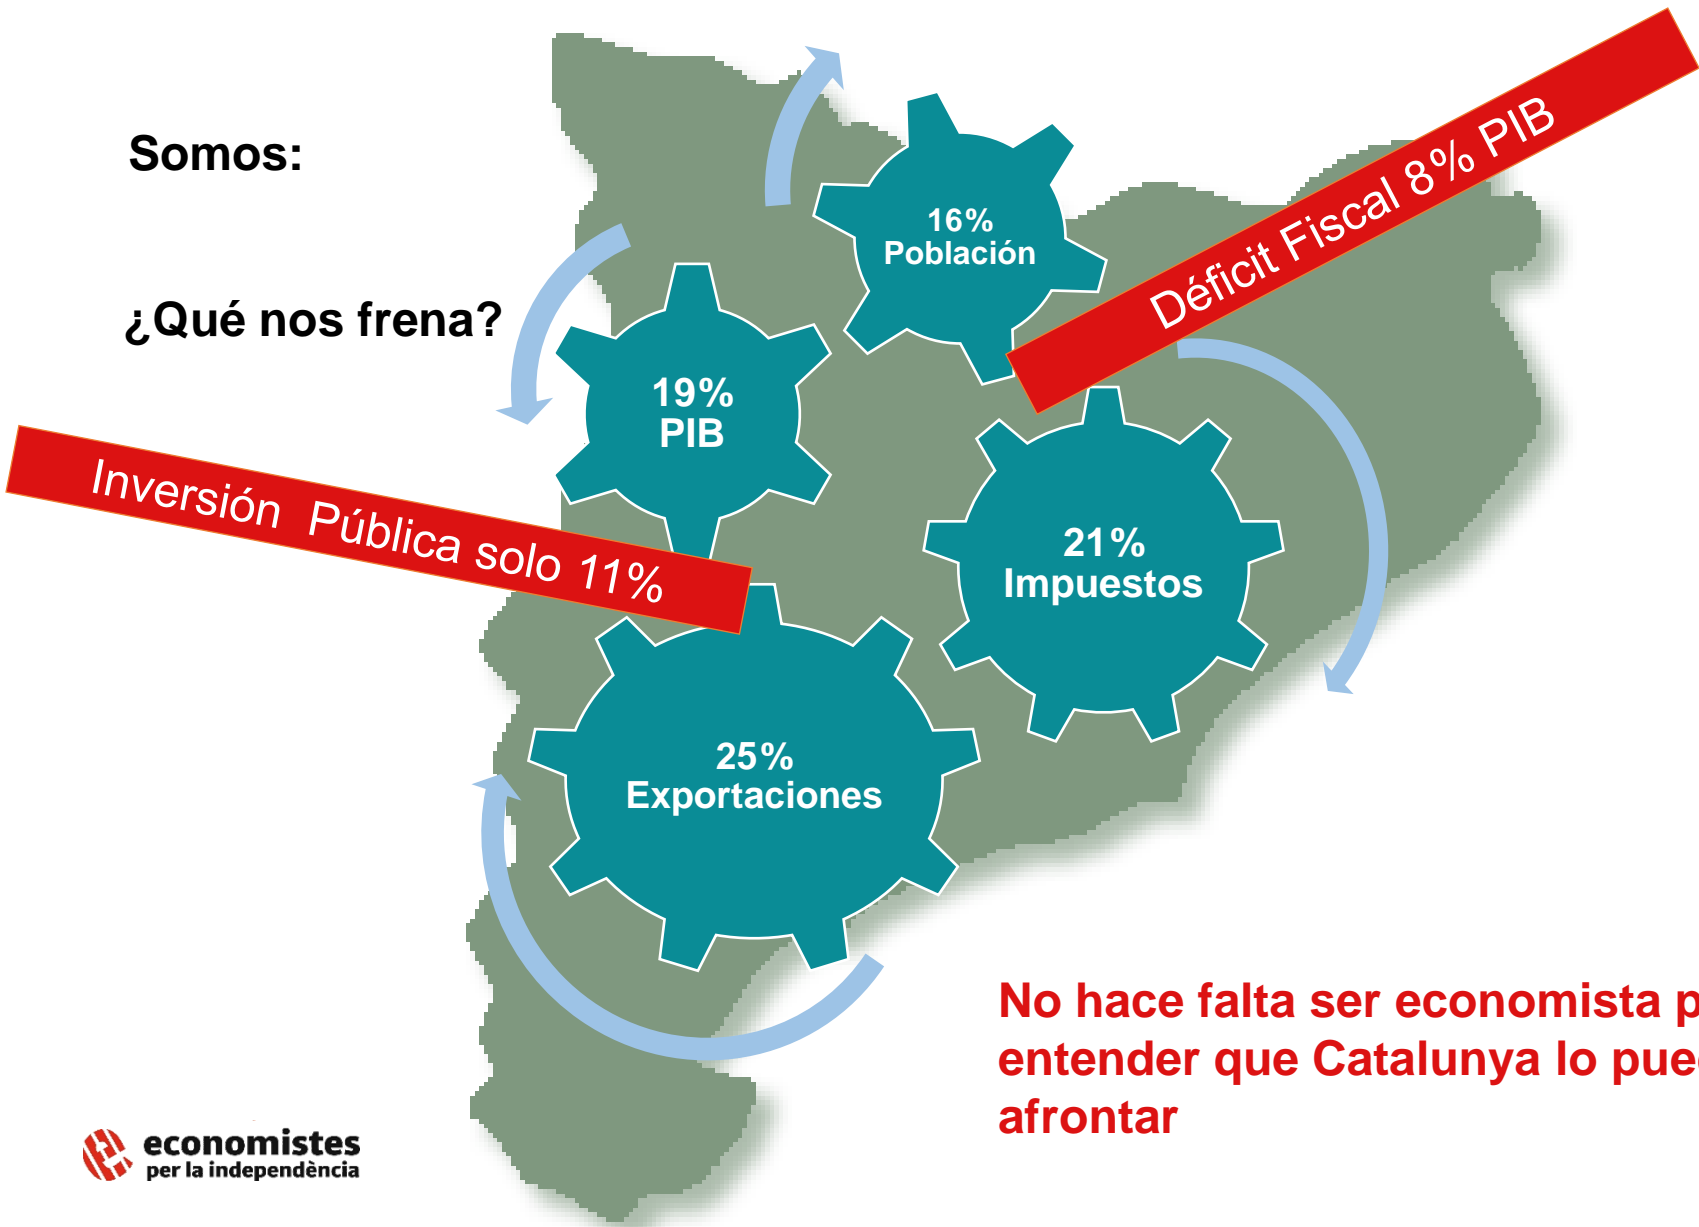 Somos:
¿Qué nos frena?
16%
Población
Déficit Fiscal 8% PIB
19%
PIB
Inversión Pública solo 11%
21%
Impuestos
25%
Exportaciones
No hace falta ser economista
entender que Catalunya lo
afrontar
economistes
per la independència